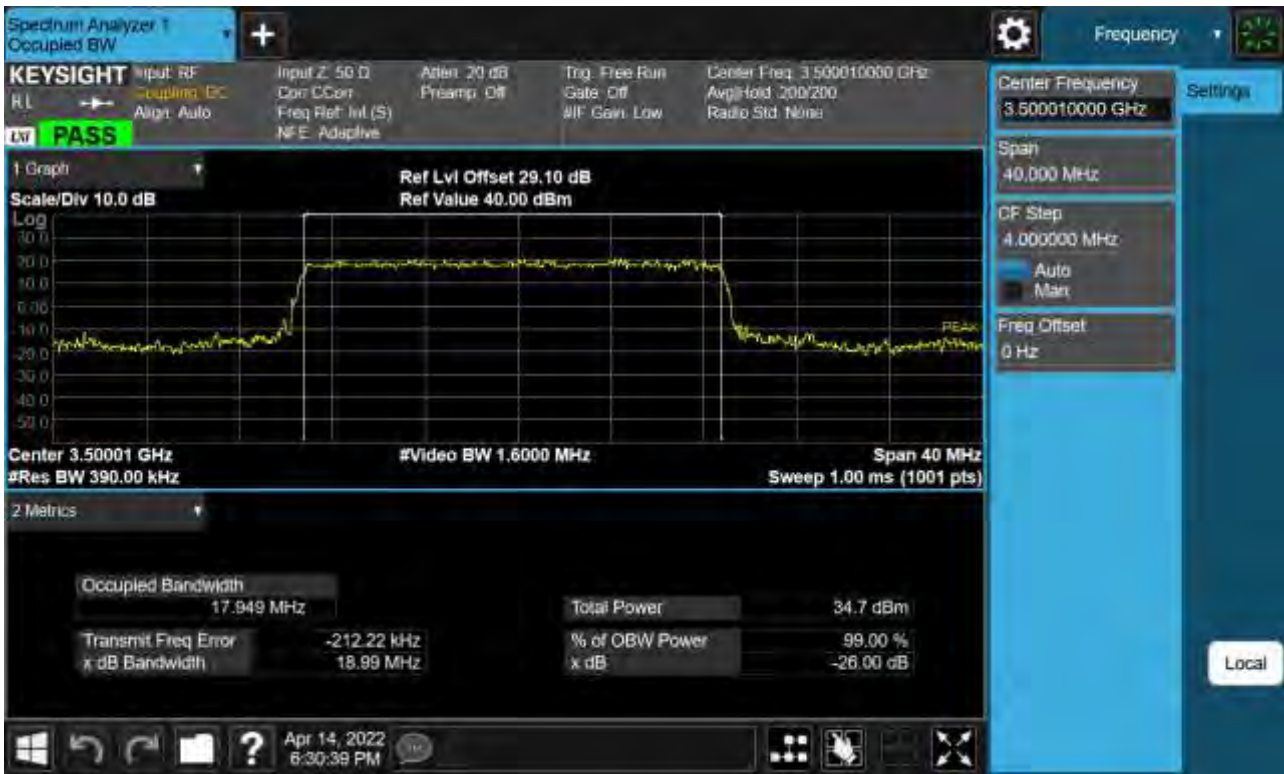 Spectrum Analyzer 1
Occupied BW
Frequency
KEYSIGHT Input: RF
Input Z: 50 Ω
Atten: 20 dB
Trig: Free Run
Center Freq: 3.500010000 GHz
RL
Coupling: DC
Corr CCorr
Preamp: Off
Gate: Off
Avg|Hold: 200/200
Align: Auto
Freq Ref: Int (S)
#IF Gain: Low
Radio Std: None
LXI PASS
NFE: Adaptive
Center Frequency
3.500010000 GHz
Settings
Span
40.000 MHz
CF Step
4.000000 MHz
Auto
Man
Freq Offset
0 Hz
1 Graph
Ref Lvl Offset 29.10 dB
Scale/Div 10.0 dB
Ref Value 40.00 dBm
Log
30.0
20.0
10.0
0.00
-10.0
PEAK
-20.0
-30.0
-40.0
-50.0
Center 3.50001 GHz
#Video BW 1.6000 MHz
Span 40 MHz
#Res BW 390.00 kHz
Sweep 1.00 ms (1001 pts)
2 Metrics
Occupied Bandwidth
17.949 MHz
Total Power 34.7 dBm
Transmit Freq Error -212.22 kHz
% of OBW Power 99.00 %
x dB Bandwidth 18.99 MHz
x dB -26.00 dB
Local
?
Apr 14, 2022
6:30:39 PM